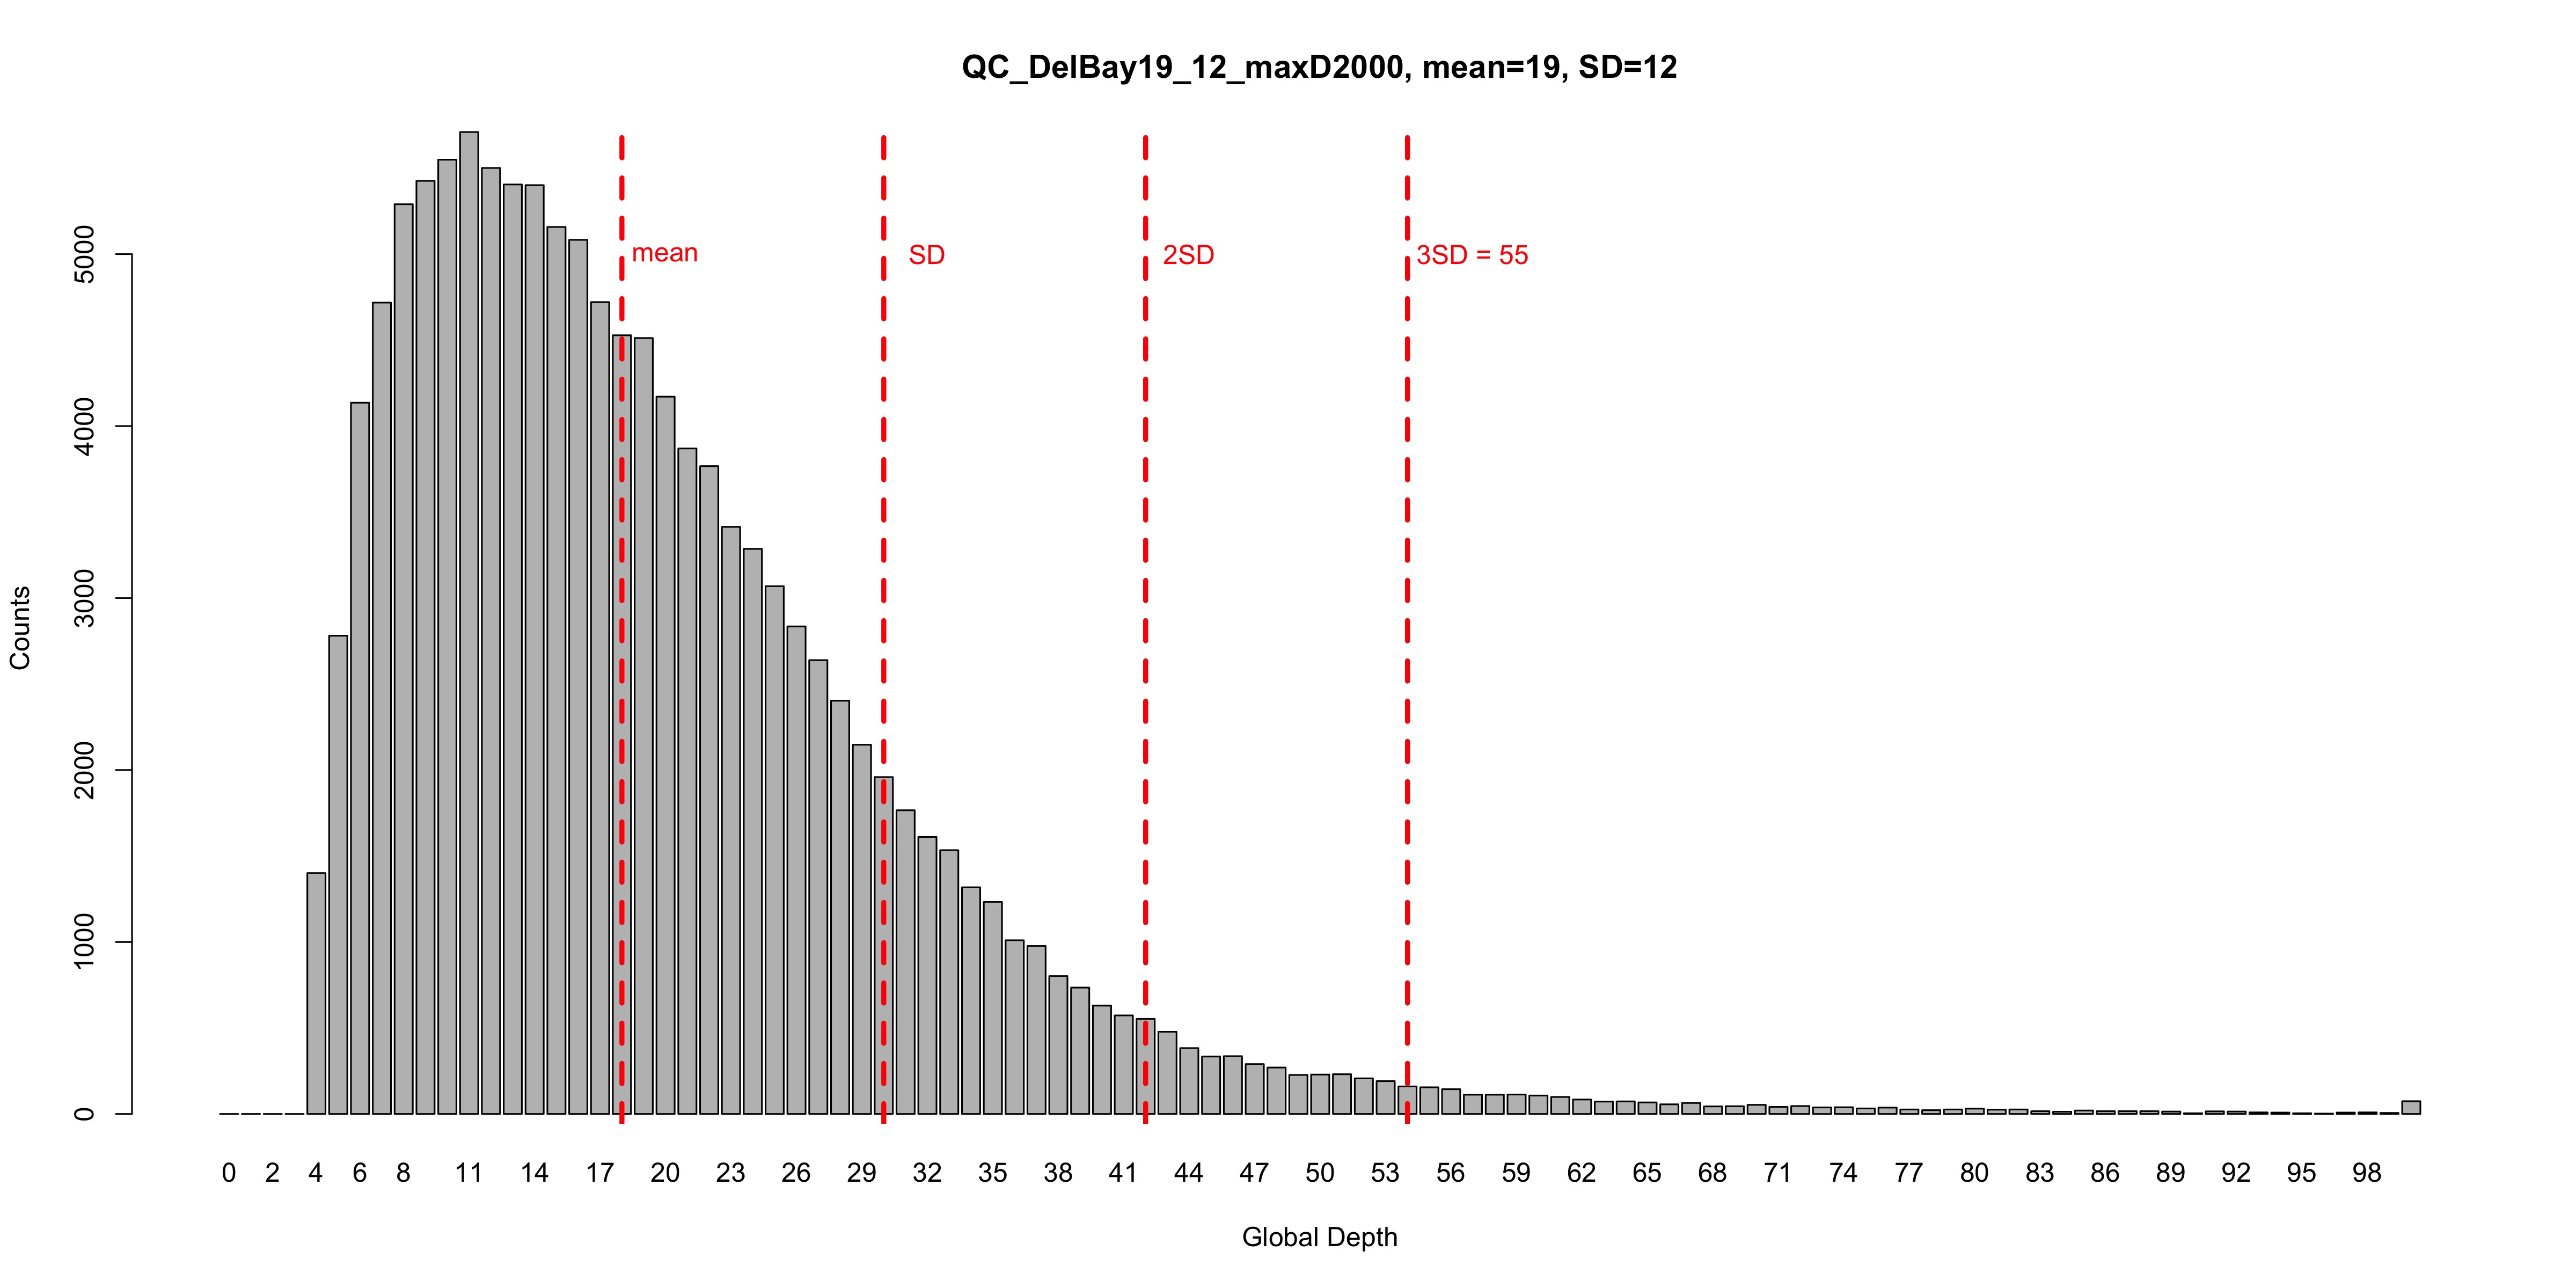 QC_DelBay19_12_maxD2000, mean=19, SD=12
mean SD 2SD 3SD = 55
Counts
5000
4000
3000
2000
1000
0
0 2 4 6 8 11 14 17 20 23 26 29 32 35 38 41 44 47 50 53 56 59 62 65 68 71 74 77 80 83 86 89 92 95 98
Global Depth